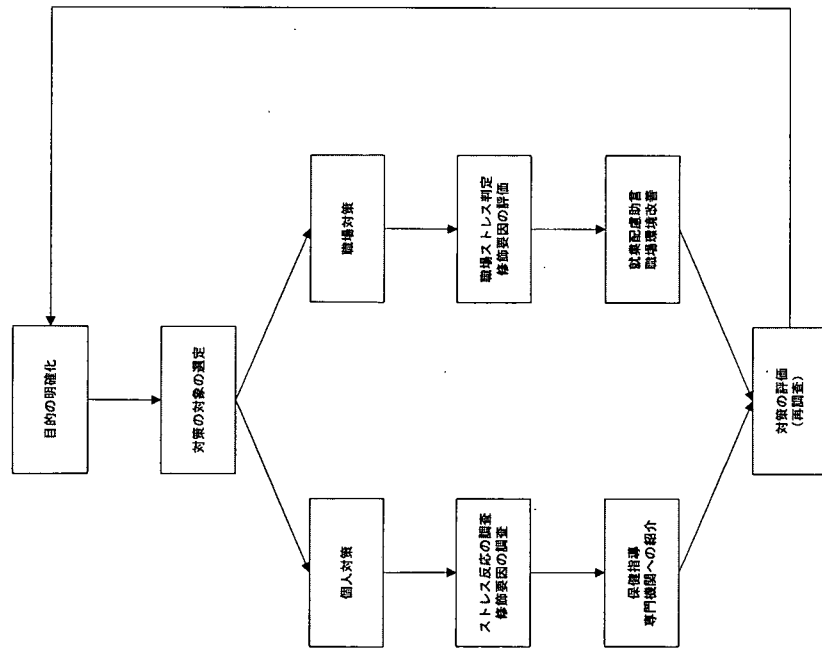 目的の明確化
対策の対象の選定
個人対策
職場対策
ストレス反応の調査
修飾要因の調査
職場ストレス判定
修飾要因の評価
保健指導
専門機関への紹介
就業配慮助言
職場環境改善
対策の評価
(再調査)